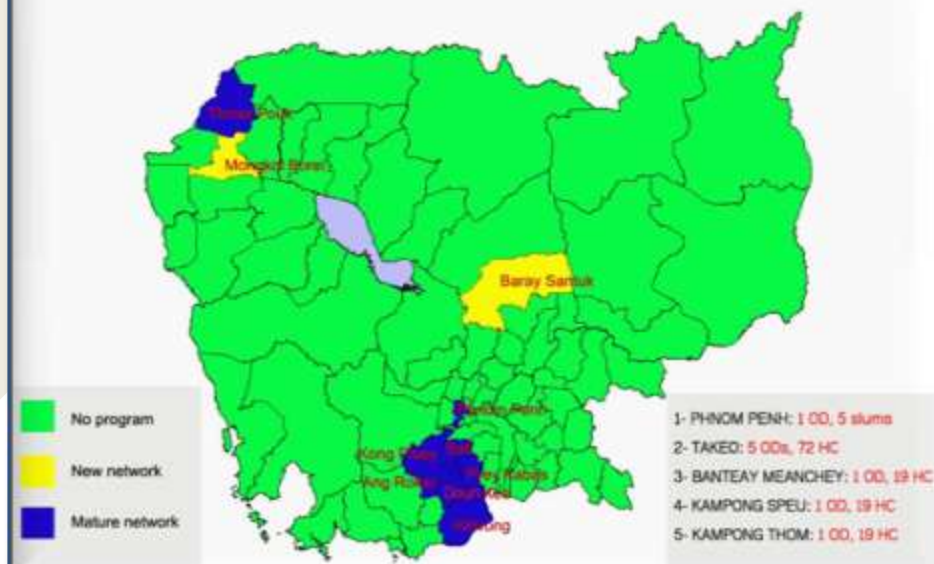 Mongkol Borei
Baray Santuk
Phnom Penh
Kong Pisey
Bati
Prey Kabas
Ang Roka
Doun Keo
Kirivong
No program
New network
Mature network
1- PHNOM PENH: 1 OD, 5 slums
2- TAKEO: 5 ODs, 72 HC
3- BANTEAY MEANCHEY: 1 OD, 19 HC
4- KAMPONG SPEU: 1 OD, 19 HC
5- KAMPONG THOM: 1 OD, 19 HC